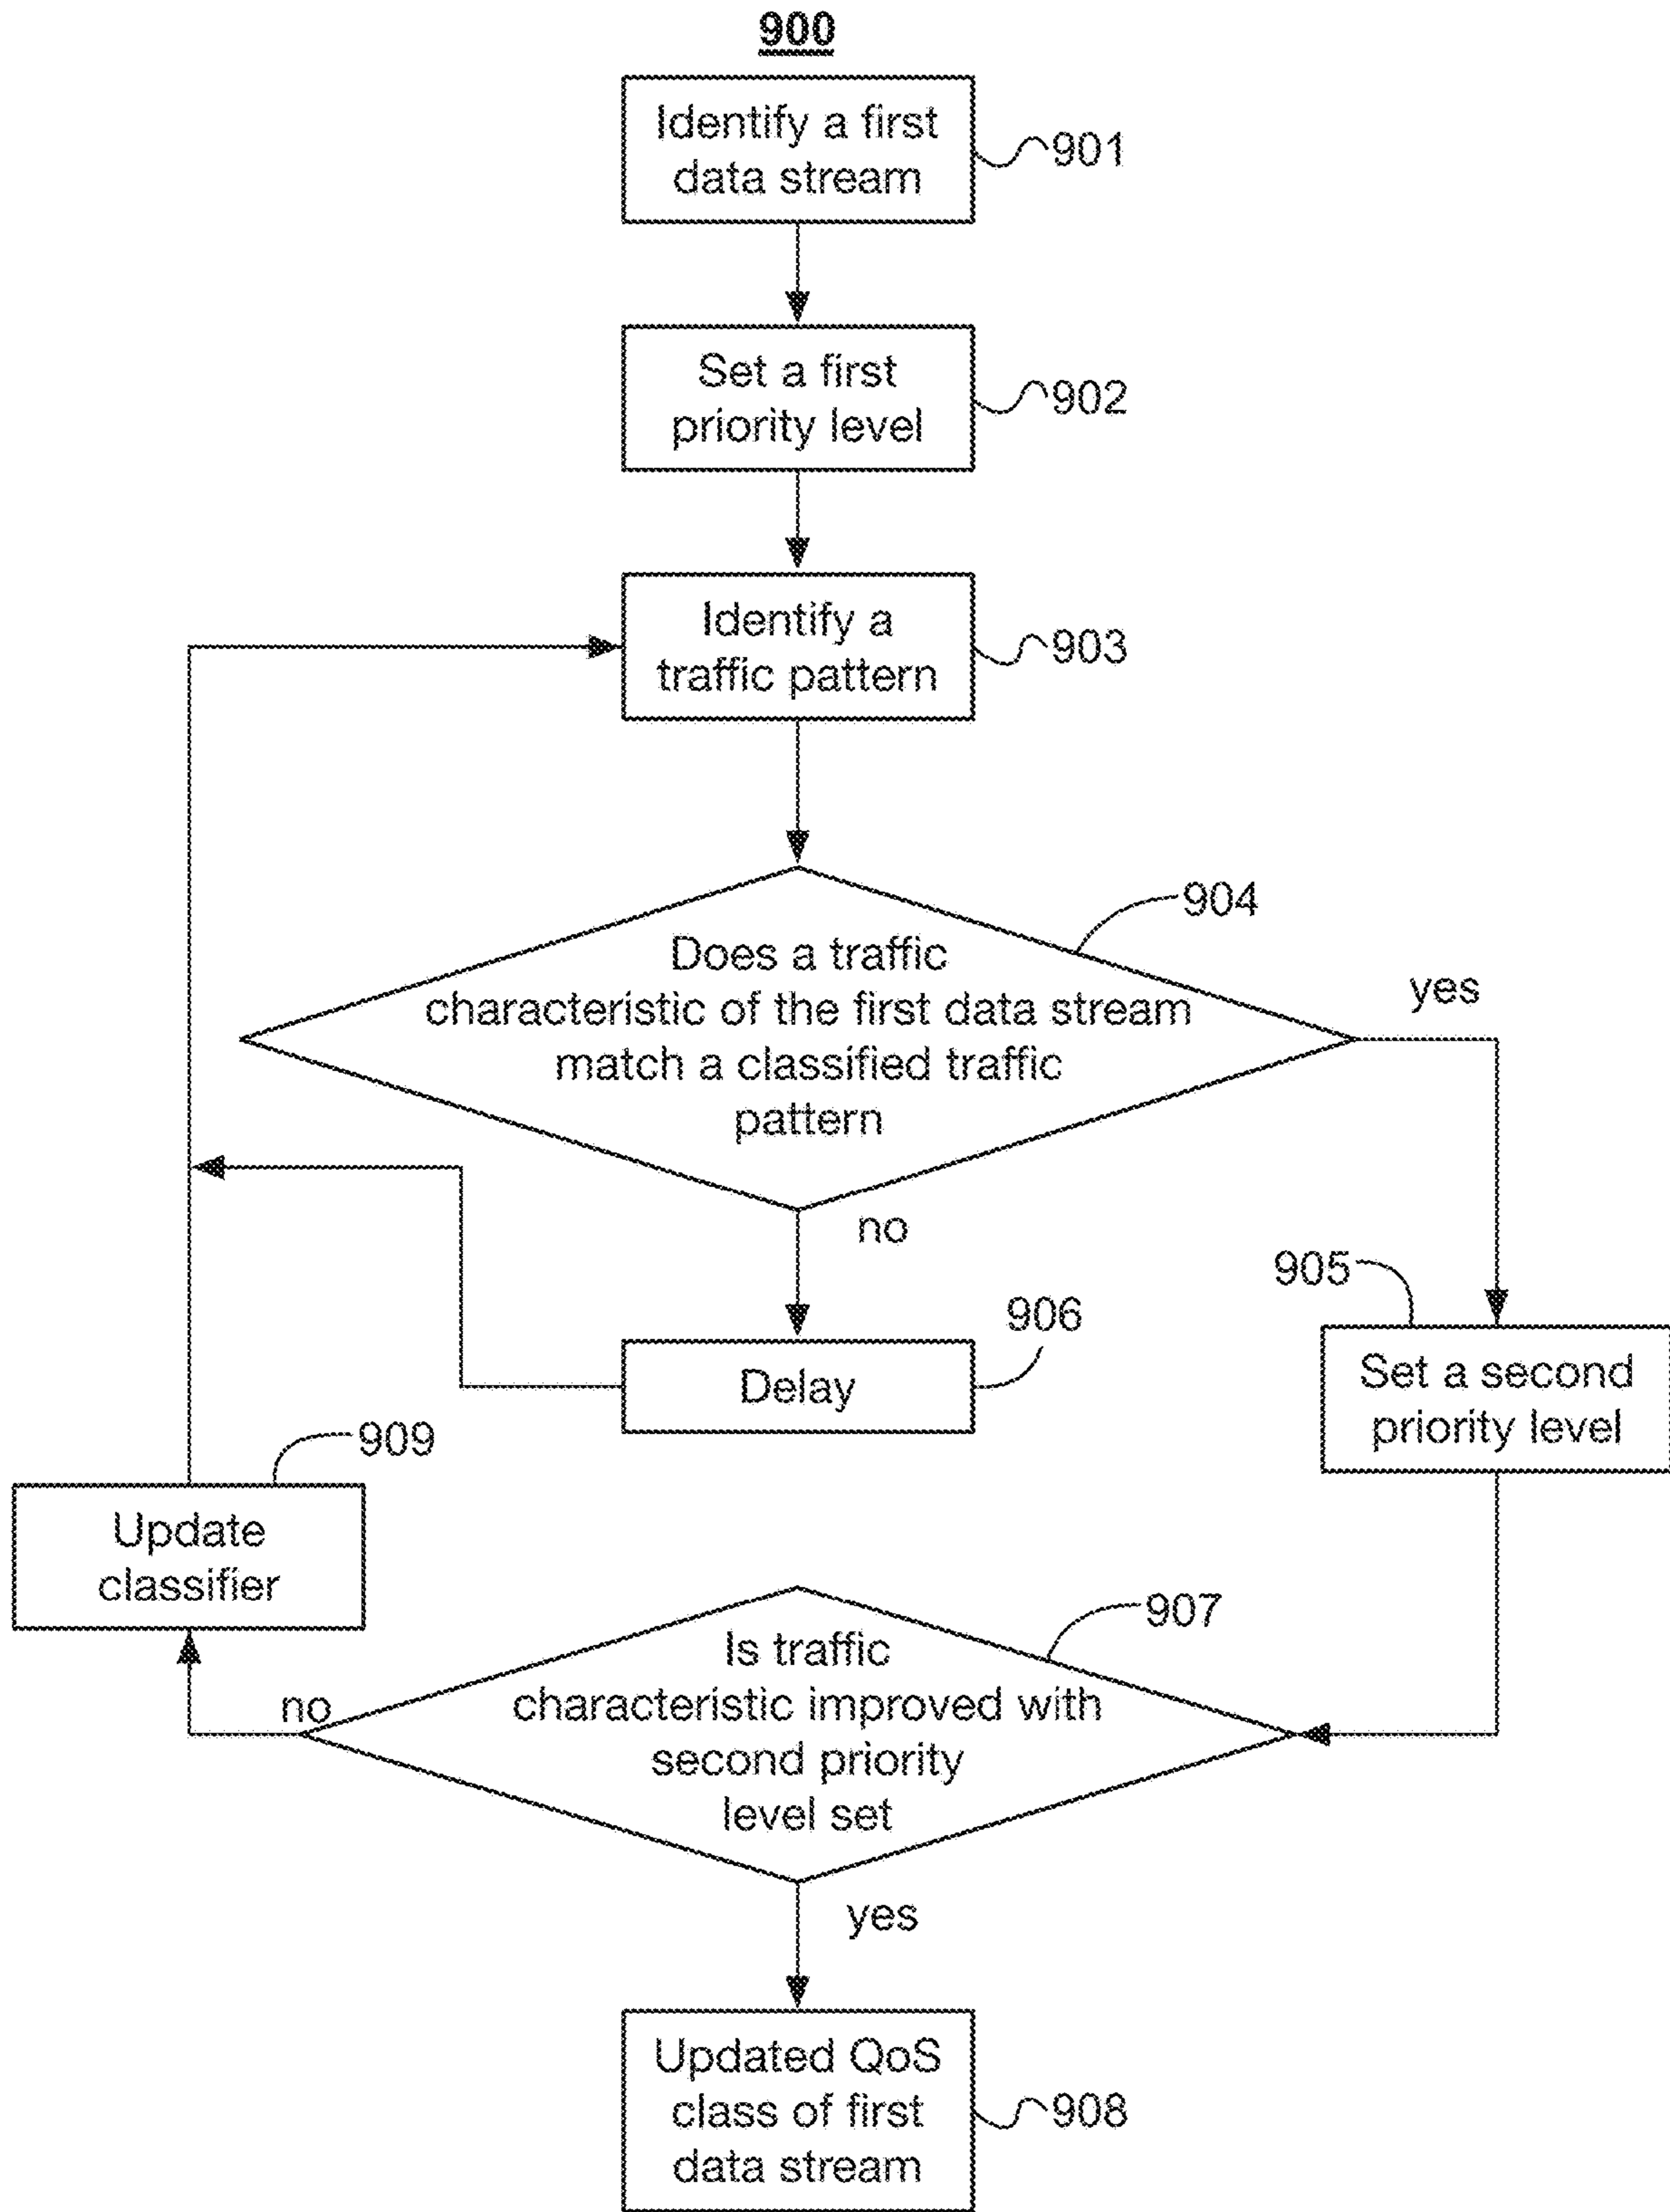 900
Identify a first
data stream
901
Set a first
priority level
902
Identify a
traffic pattern
903
904
Does a traffic
characteristic of the first data stream
match a classified traffic
pattern
yes
no
905
906
Delay
Set a second
priority level
909
Update
classifier
907
Is traffic
characteristic improved with
second priority
level set
no
yes
Updated QoS
class of first
data stream
908